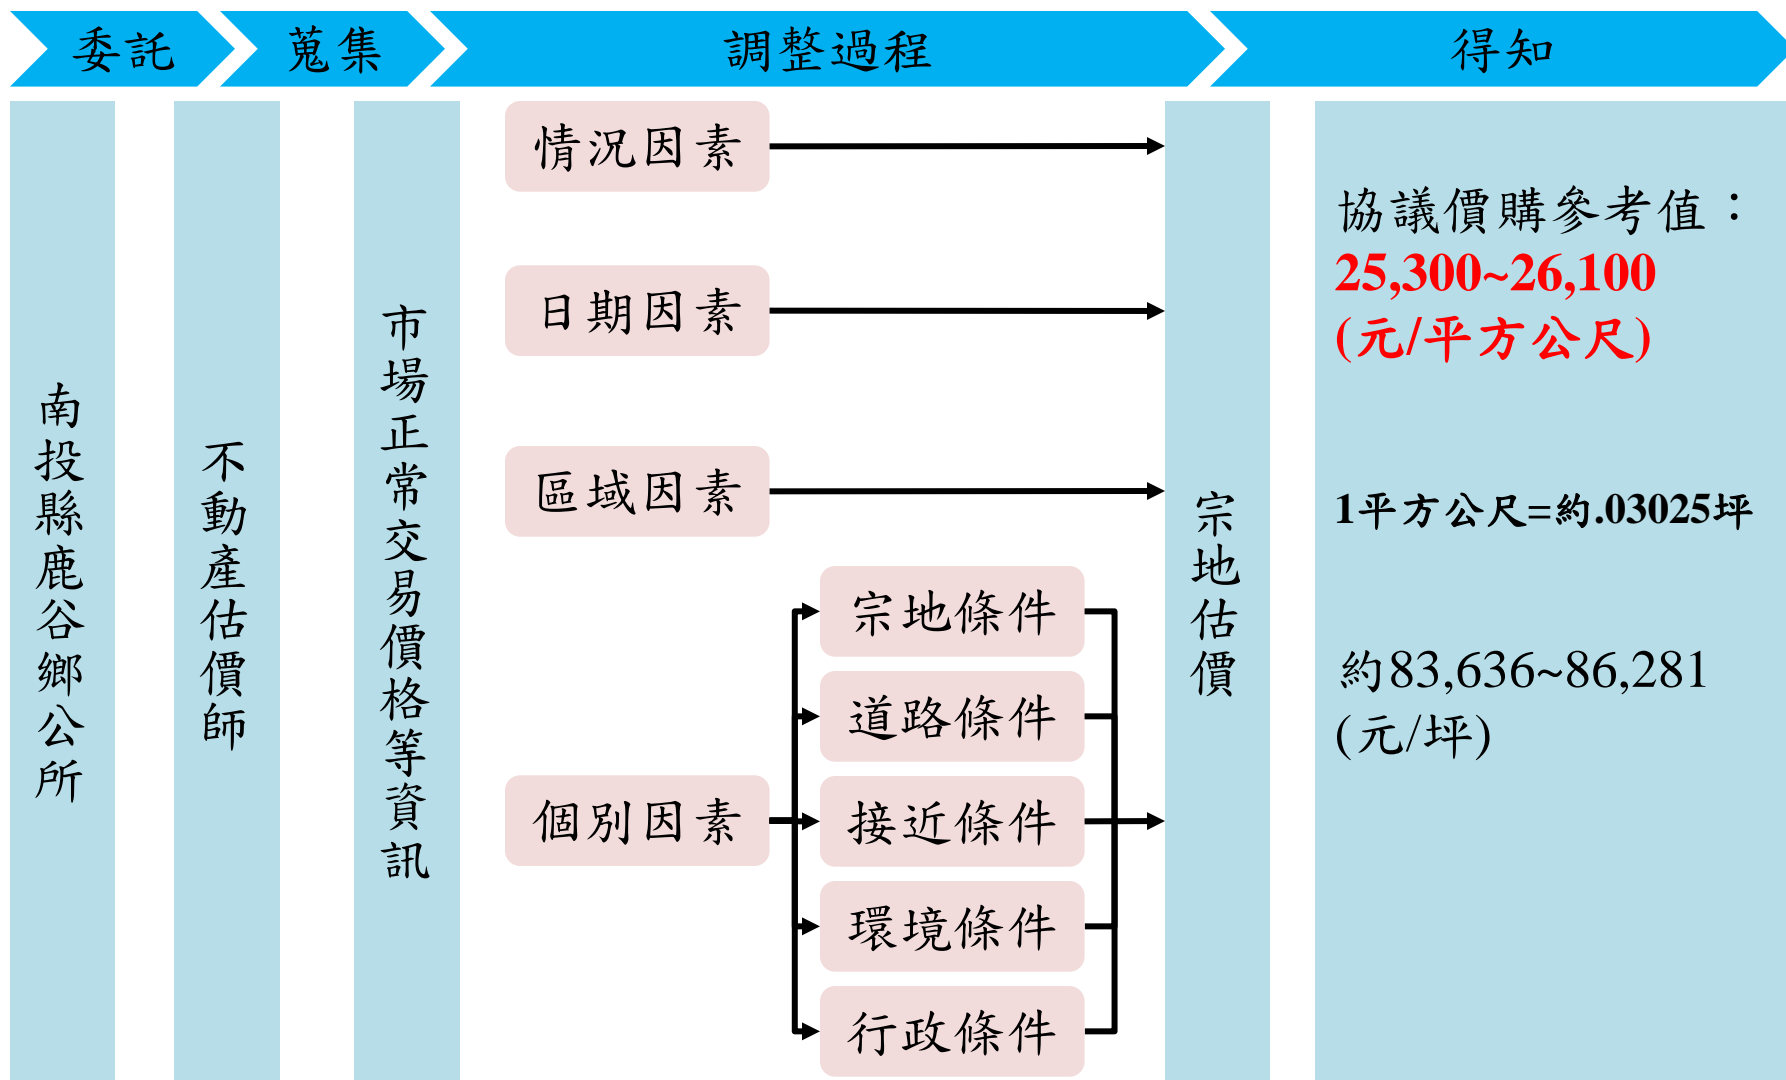 委託
蒐集
調整過程
得知
南投縣鹿谷鄉公所
不動產估價師
市場正常交易價格等資訊
情況因素
日期因素
區域因素
個別因素
宗地條件
道路條件
接近條件
環境條件
行政條件
宗地估價
協議價購參考值：
25,300~26,100
(元/平方公尺)
1平方公尺=約.03025坪
約83,636~86,281
(元/坪)